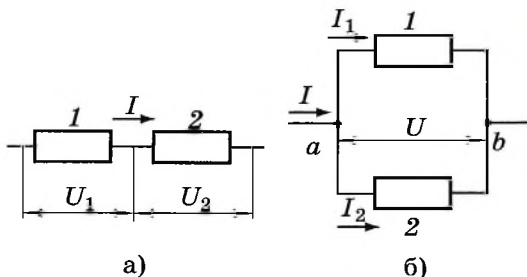 1 I 2
U₁ U₂
а)
I₁ 1
I
a U b
I₂ 2
б)